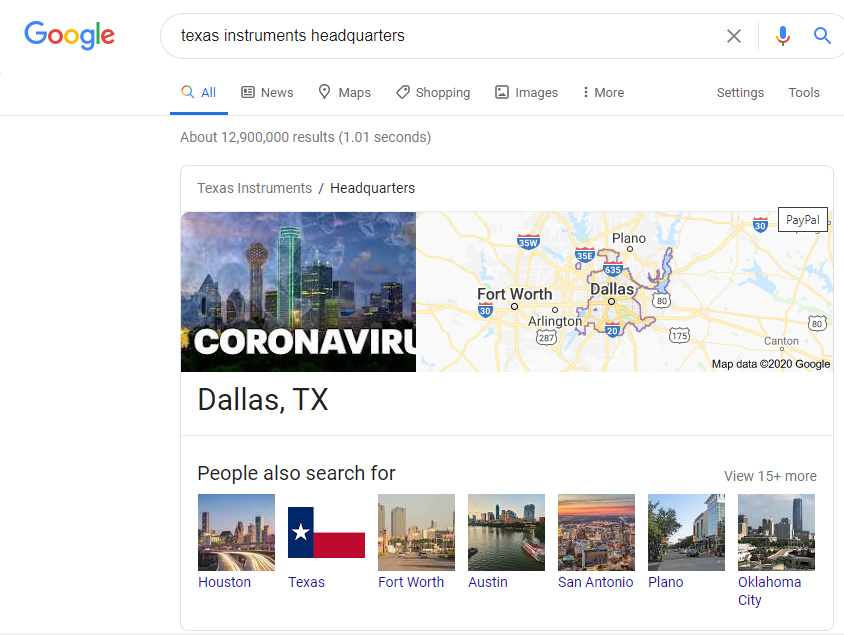 Google
texas instruments headquarters
All
News
Maps
Shopping
Images
More
Settings
Tools
About 12,900,000 results (1.01 seconds)
Texas Instruments / Headquarters
PayPal
CORONAVIRU
30
35W
Plano
35E
635
Fort Worth
Dallas
80
30
Arlington
20
287
175
80
Canton
Map data ©2020 Google
Dallas, TX
People also search for
View 15+ more
Houston
Texas
Fort Worth
Austin
San Antonio
Plano
Oklahoma
City